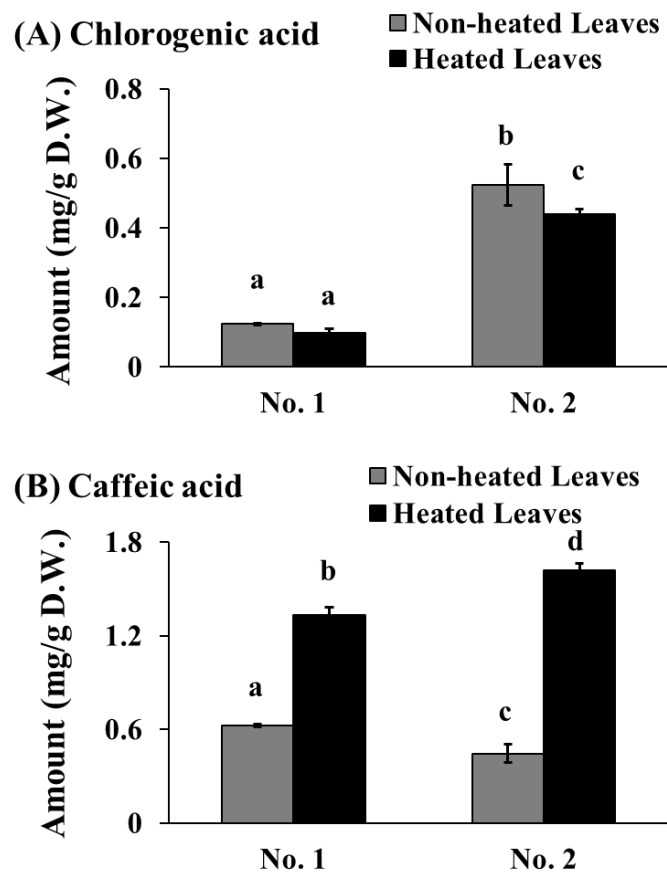 (A) Chlorogenic acid
Non-heated Leaves
Heated Leaves
Amount (mg/g D.W.)
0.8
0.6
0.4
0.2
0
a
a
b
c
No. 1
No. 2
(B) Caffeic acid
Non-heated Leaves
Heated Leaves
Amount (mg/g D.W.)
1.8
1.2
0.6
0
a
b
c
d
No. 1
No. 2